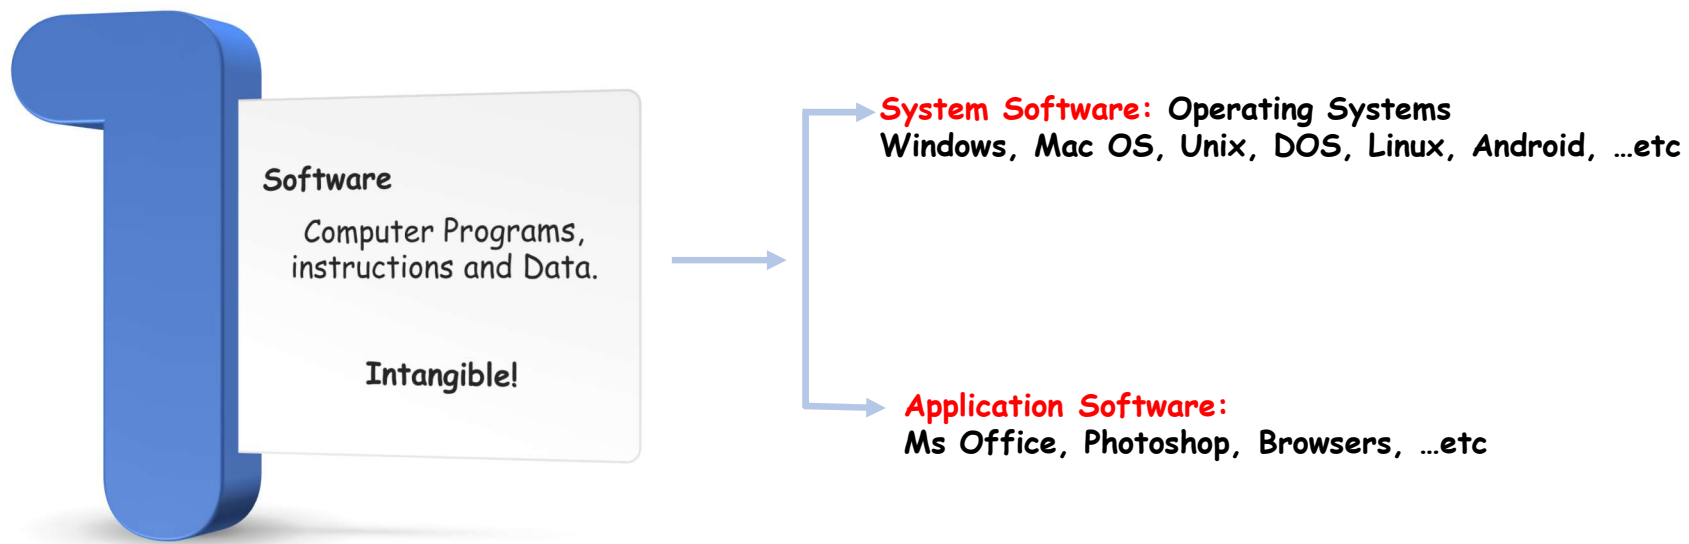 Software
Computer Programs,
instructions and Data.
Intangible!
System Software: Operating Systems
Windows, Mac OS, Unix, DOS, Linux, Android, …etc
Application Software:
Ms Office, Photoshop, Browsers, …etc